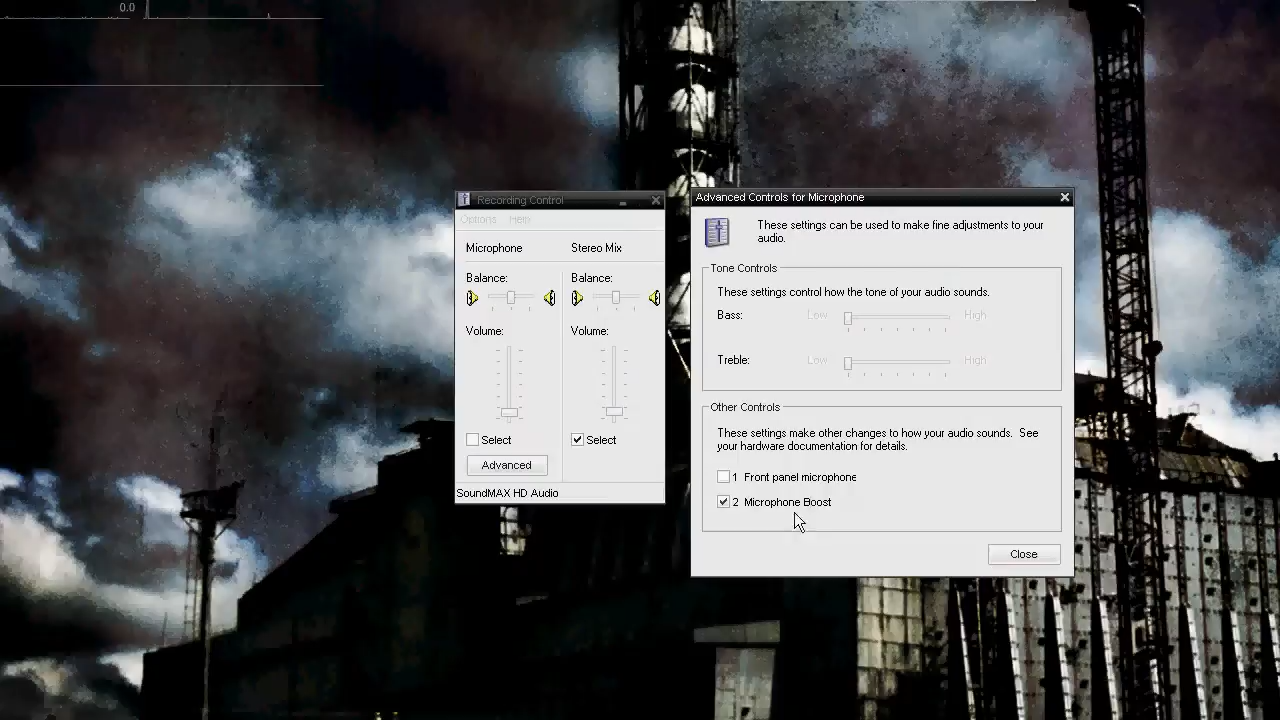 0.0
Recording Control
Options Help
Microphone
Stereo Mix
Balance:
Balance:
Volume:
Volume:
Select
Select
Advanced
SoundMAX HD Audio
Advanced Controls for Microphone
These settings can be used to make fine adjustments to your
audio.
Tone Controls
These settings control how the tone of your audio sounds.
Bass: Low High
Treble: Low High
Other Controls
These settings make other changes to how your audio sounds. See
your hardware documentation for details.
1 Front panel microphone
2 Microphone Boost
Close